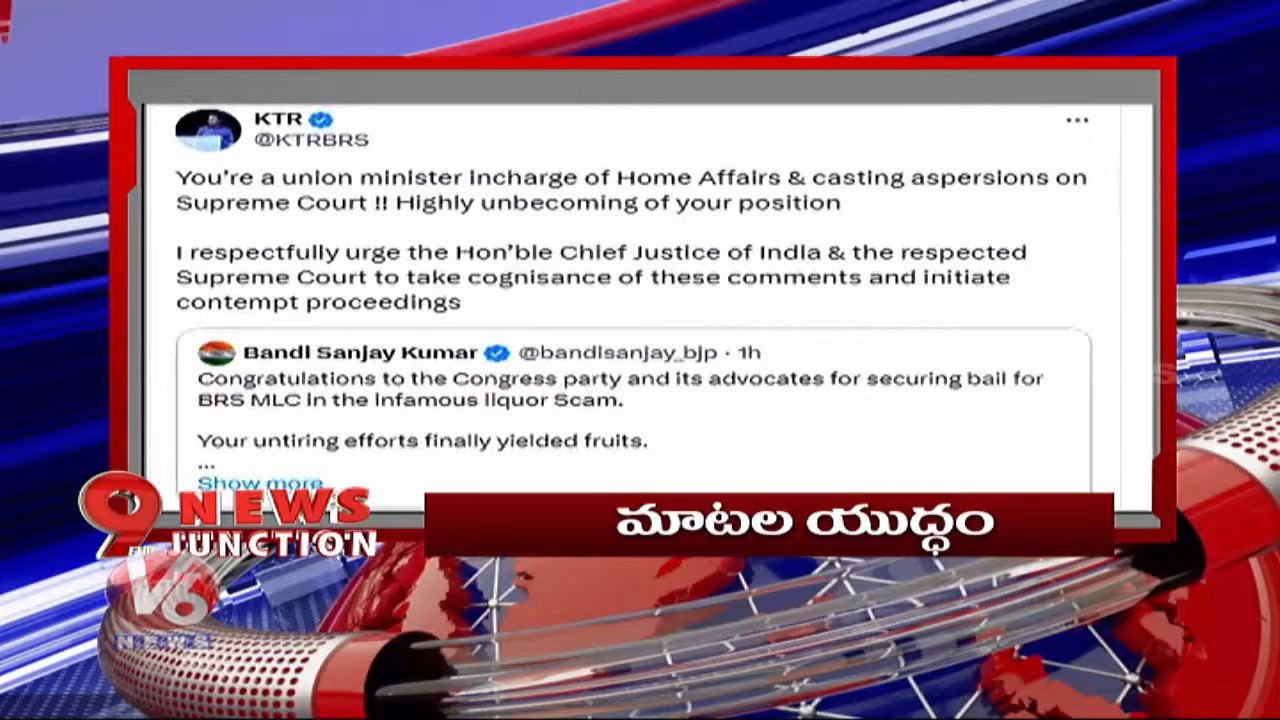 KTR
@KTRBRS
You're a union minister incharge of Home Affairs & casting aspersions on
Supreme Court !! Highly unbecoming of your position
I respectfully urge the Hon'ble Chief Justice of India & the respected
Supreme Court to take cognisance of these comments and initiate
contempt proceedings
Bandi Sanjay Kumar @bandisanjay_bjp · 1h
Congratulations to the Congress party and its advocates for securing bail for
BRS MLC in the infamous liquor Scam.
Your untiring efforts finally yielded fruits.
...
Show more
9 NEWS
JUNCTION
మాటల యుద్ధం
V6
NEWS